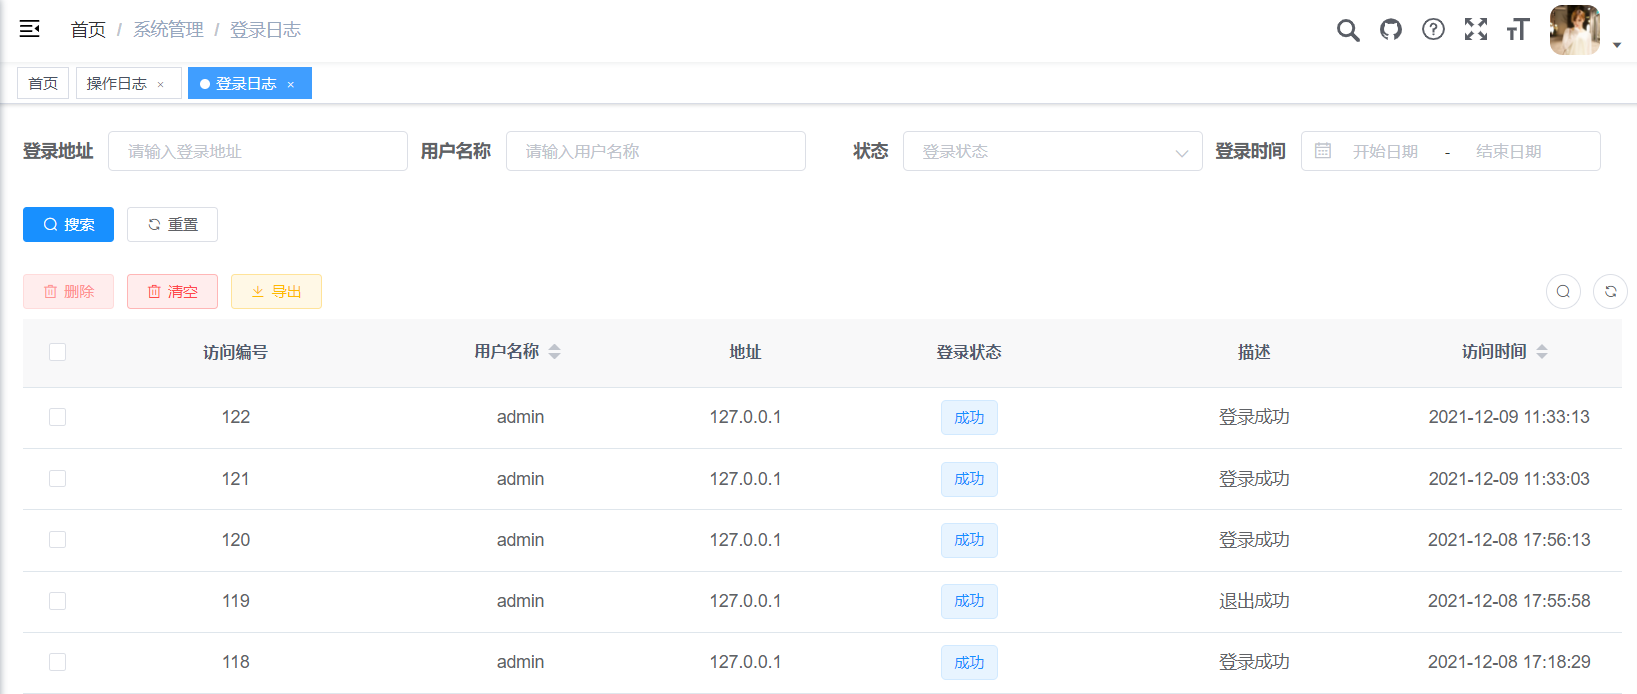 首页 / 系统管理 / 登录日志
首页 操作日志 × 登录日志 ×
登录地址 请输入登录地址 用户名称 请输入用户名称 状态 登录状态 登录时间 开始日期 - 结束日期
搜索 重置
删除 清空 导出
访问编号 用户名称 地址 登录状态 描述 访问时间
122 admin 127.0.0.1 成功 登录成功 2021-12-09 11:33:13
121 admin 127.0.0.1 成功 登录成功 2021-12-09 11:33:03
120 admin 127.0.0.1 成功 登录成功 2021-12-08 17:56:13
119 admin 127.0.0.1 成功 退出成功 2021-12-08 17:55:58
118 admin 127.0.0.1 成功 登录成功 2021-12-08 17:18:29